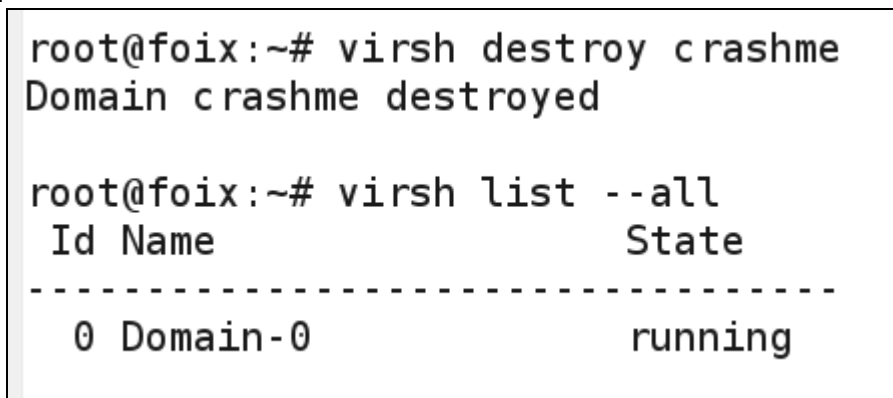 root@foix:~# virsh destroy crashme
Domain crashme destroyed
root@foix:~# virsh list --all
Id Name State
----------------------------------
0 Domain-0 running